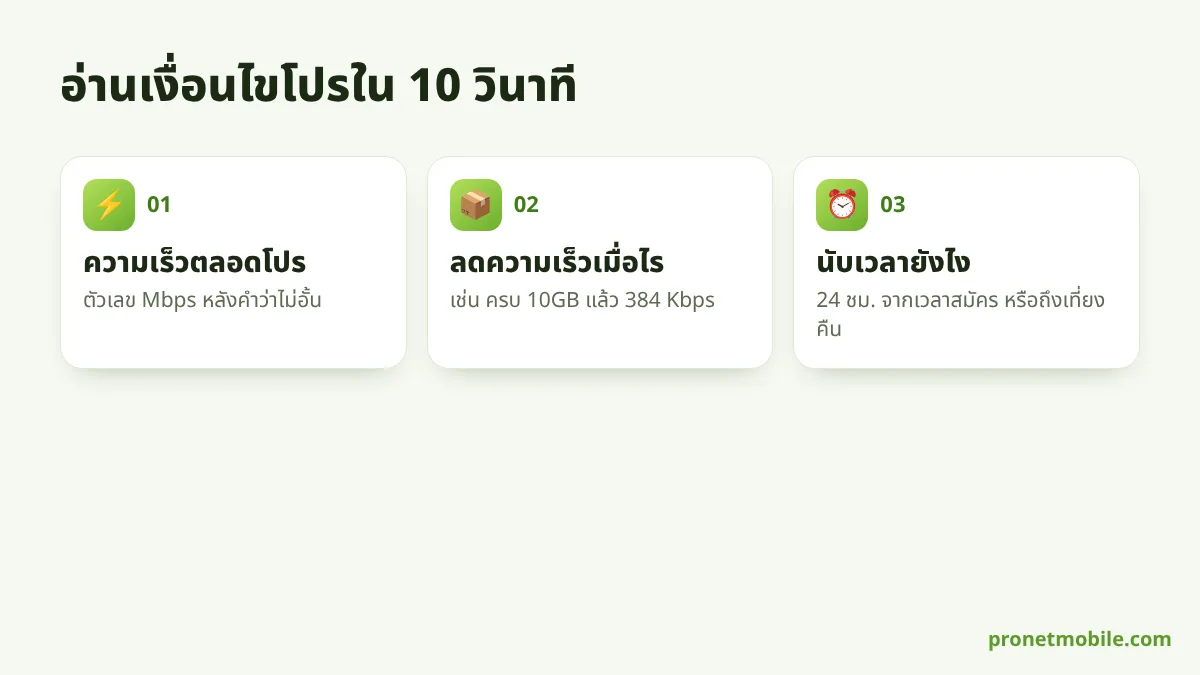 อ่านเงื่อนไขโปรใน 10 วินาที
01
ความเร็วตลอดโปร
ตัวเลข Mbps หลังคำว่าไม่อั้น
02
ลดความเร็วเมื่อไร
เช่น ครบ 10GB แล้ว 384 Kbps
03
นับเวลายังไง
24 ชม. จากเวลาสมัคร หรือถึงเที่ยง
คืน
pronetmobile.com